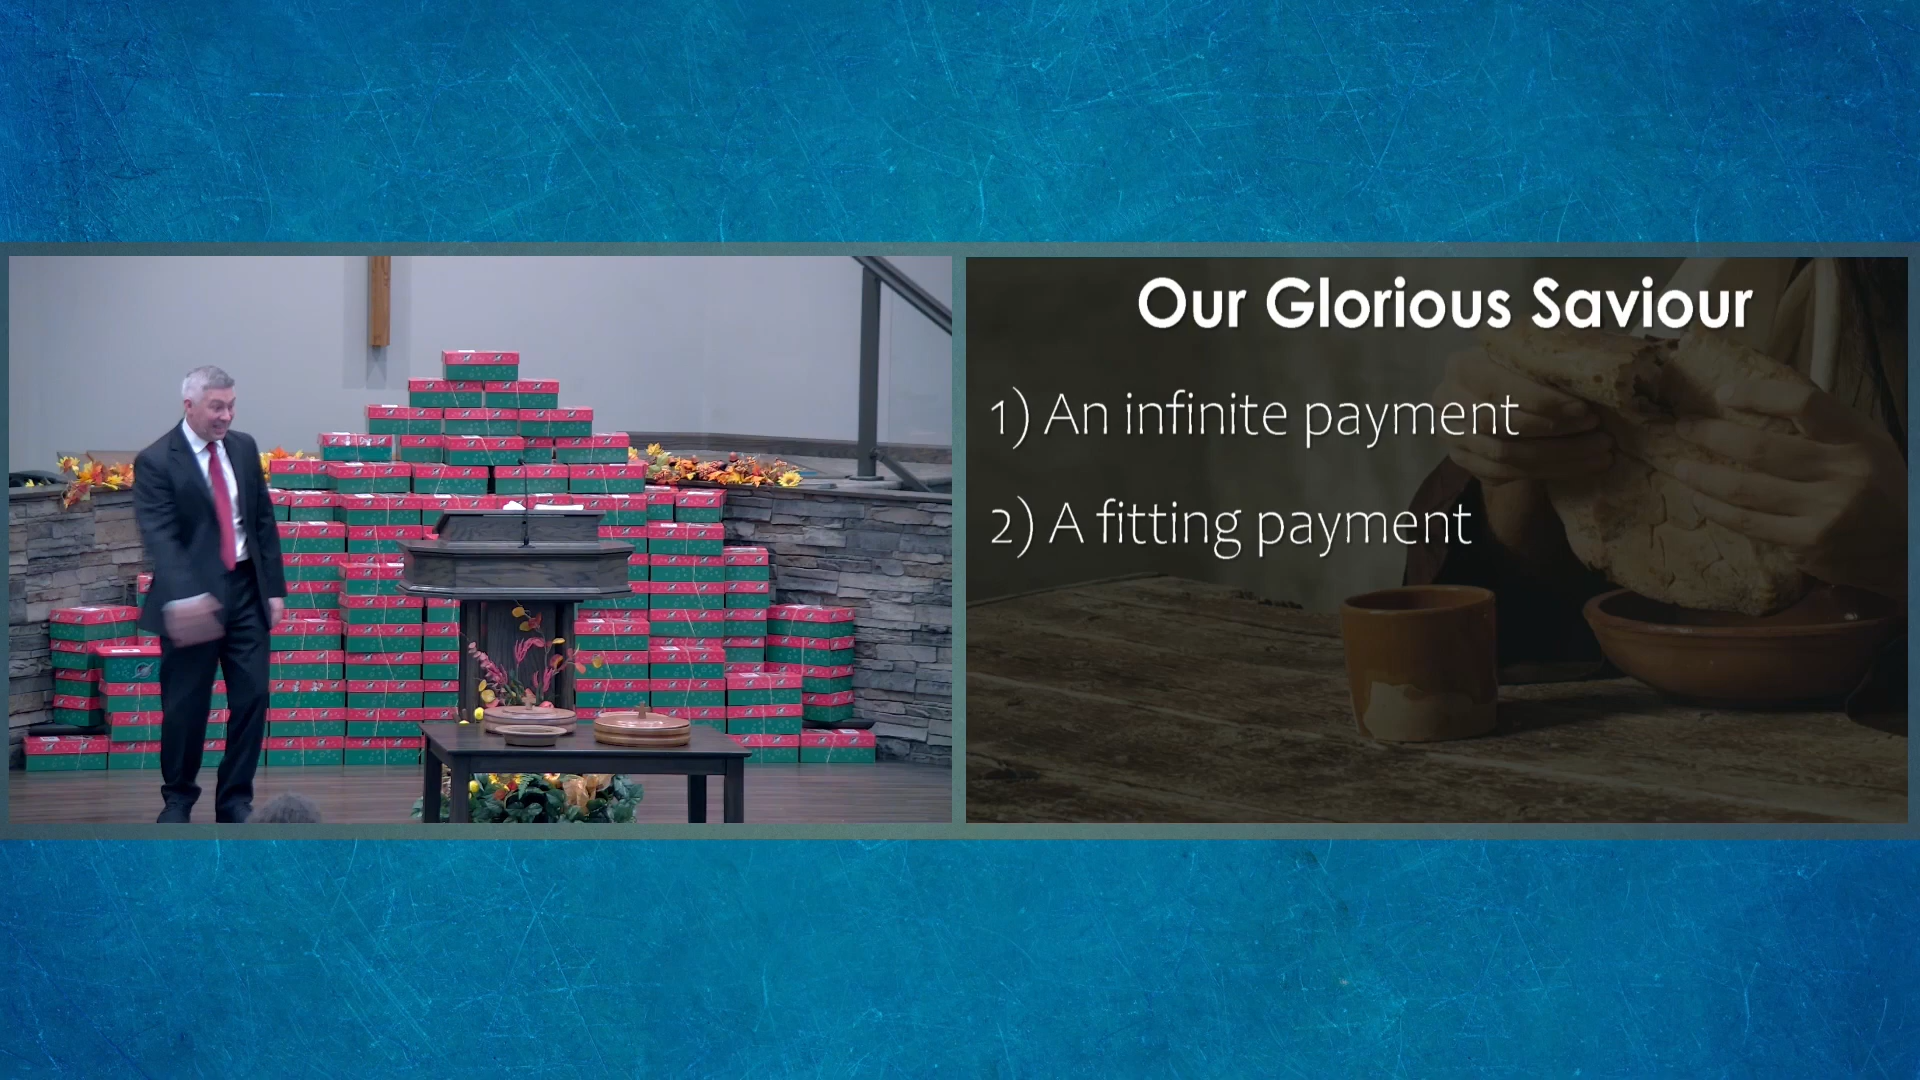 Our Glorious Saviour
1) An infinite payment
2) A fitting payment